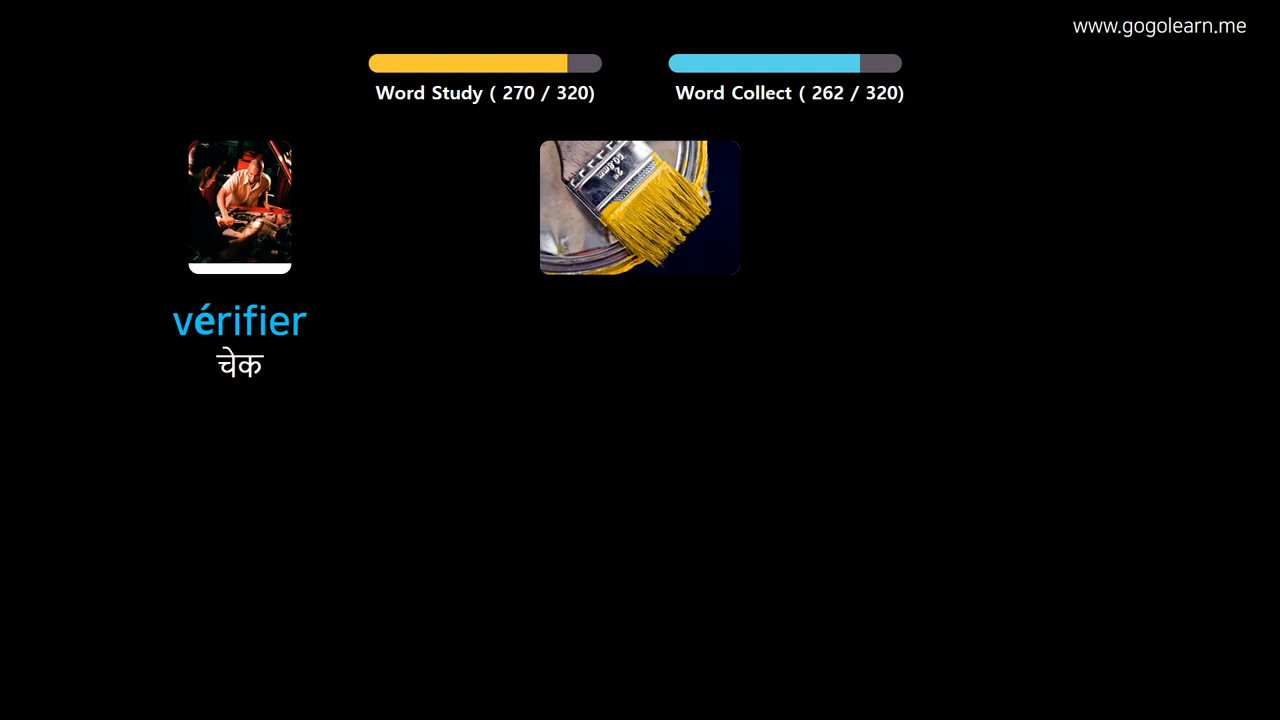 www.gogolearn.me
Word Study ( 270 / 320)
Word Collect ( 262 / 320)
vérifier
चेक